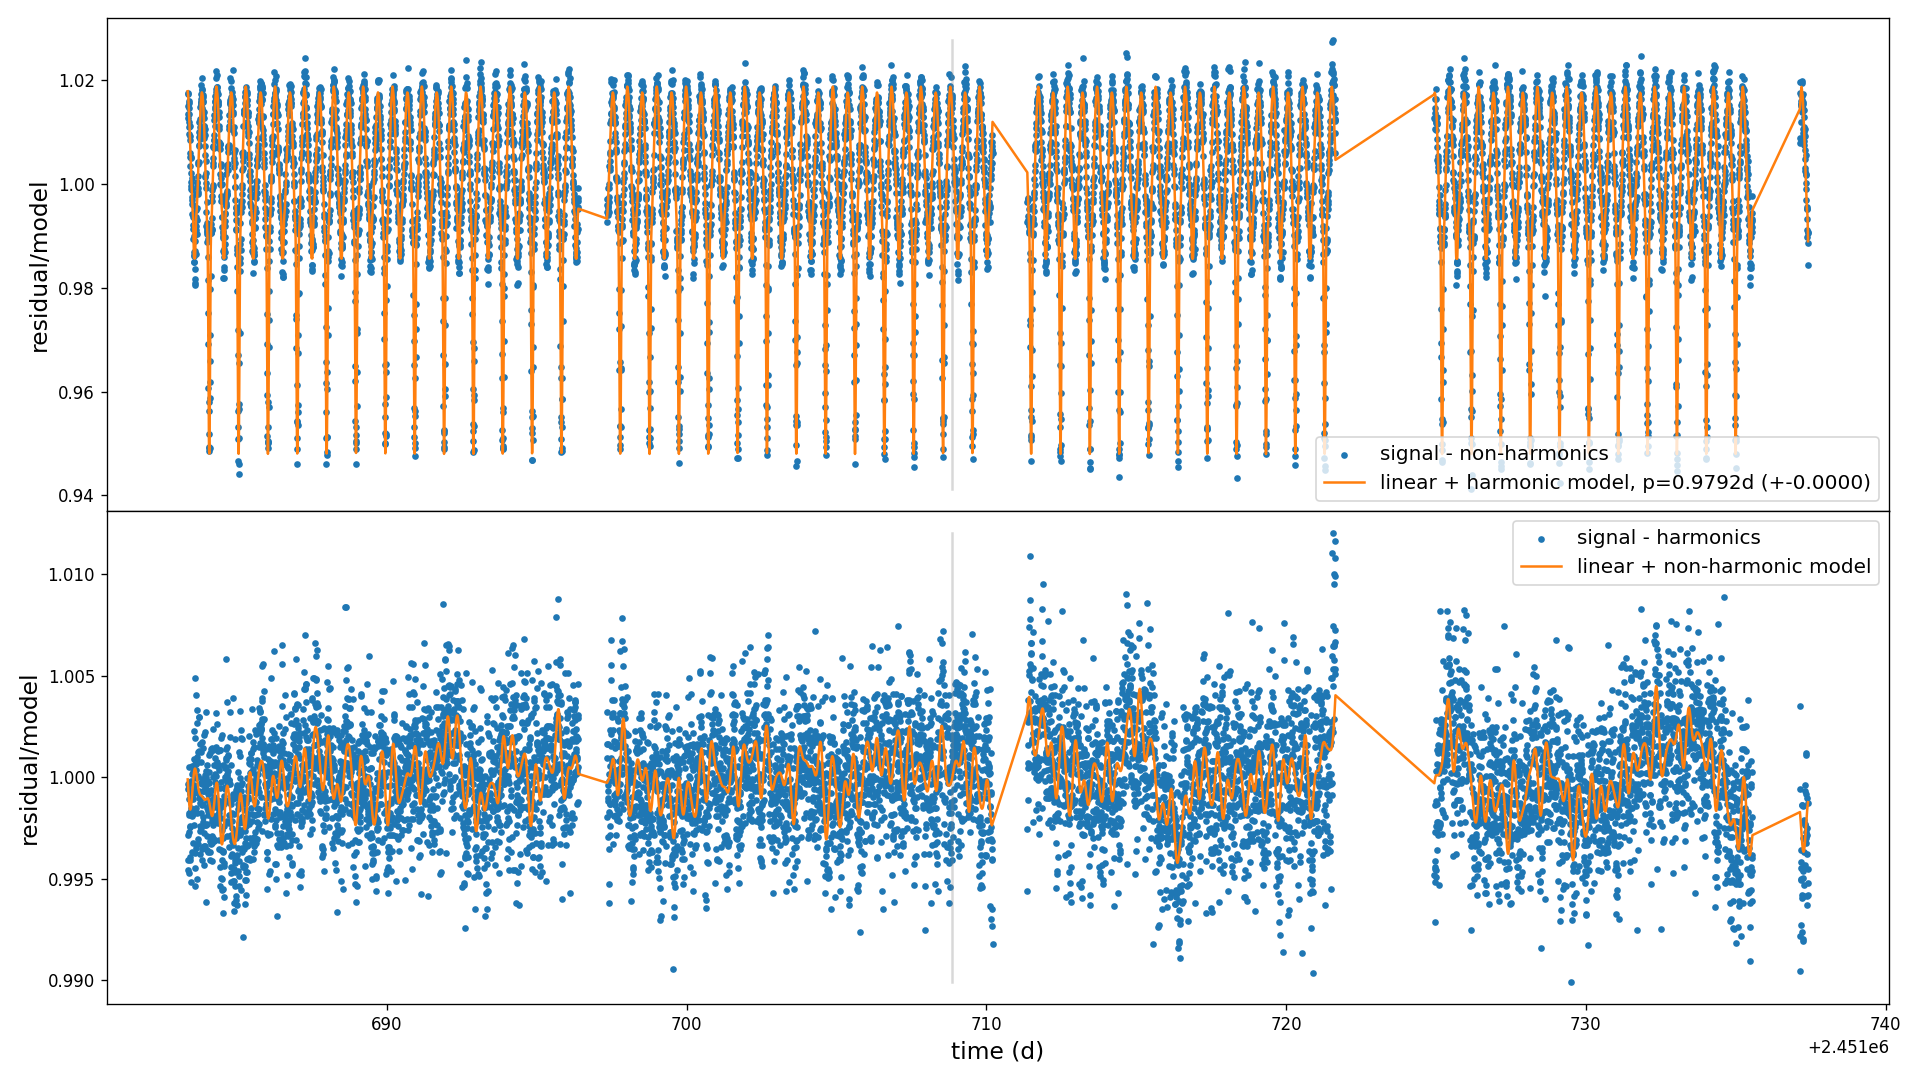 1.02
1.00
0.98
0.96
0.94
residual/model
signal - non-harmonics
linear + harmonic model, p=0.9792d (+-0.0000)
1.010
1.005
1.000
0.995
0.990
residual/model
signal - harmonics
linear + non-harmonic model
690
700
710
720
730
740
time (d)
+2.451e6